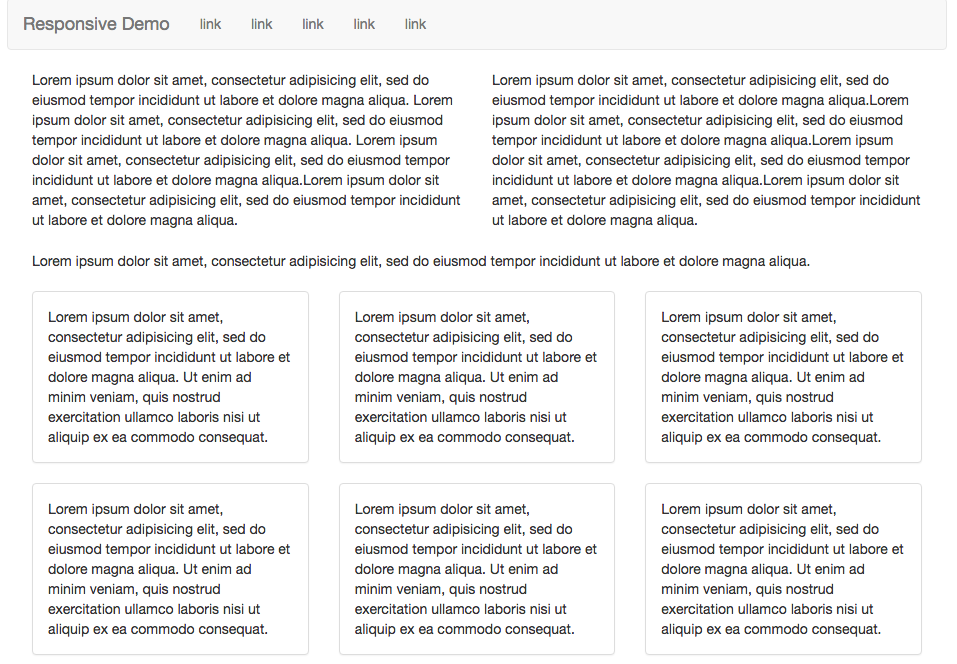 Responsive Demo link link link link link
Lorem ipsum dolor sit amet, consectetur adipisicing elit, sed do
eiusmod tempor incididunt ut labore et dolore magna aliqua. Lorem
ipsum dolor sit amet, consectetur adipisicing elit, sed do eiusmod
tempor incididunt ut labore et dolore magna aliqua. Lorem ipsum
dolor sit amet, consectetur adipisicing elit, sed do eiusmod tempor
incididunt ut labore et dolore magna aliqua.Lorem ipsum dolor sit
amet, consectetur adipisicing elit, sed do eiusmod tempor incididunt
ut labore et dolore magna aliqua.
Lorem ipsum dolor sit amet, consectetur adipisicing elit, sed do
eiusmod tempor incididunt ut labore et dolore magna aliqua.Lorem
ipsum dolor sit amet, consectetur adipisicing elit, sed do eiusmod
tempor incididunt ut labore et dolore magna aliqua.Lorem ipsum
dolor sit amet, consectetur adipisicing elit, sed do eiusmod tempor
incididunt ut labore et dolore magna aliqua.Lorem ipsum dolor sit
amet, consectetur adipisicing elit, sed do eiusmod tempor incididunt
ut labore et dolore magna aliqua.
Lorem ipsum dolor sit amet, consectetur adipisicing elit, sed do eiusmod tempor incididunt ut labore et dolore magna aliqua.
Lorem ipsum dolor sit amet,
consectetur adipisicing elit, sed do
eiusmod tempor incididunt ut labore et
dolore magna aliqua. Ut enim ad
minim veniam, quis nostrud
exercitation ullamco laboris nisi ut
aliquip ex ea commodo consequat.
Lorem ipsum dolor sit amet,
consectetur adipisicing elit, sed do
eiusmod tempor incididunt ut labore et
dolore magna aliqua. Ut enim ad
minim veniam, quis nostrud
exercitation ullamco laboris nisi ut
aliquip ex ea commodo consequat.
Lorem ipsum dolor sit amet,
consectetur adipisicing elit, sed do
eiusmod tempor incididunt ut labore et
dolore magna aliqua. Ut enim ad
minim veniam, quis nostrud
exercitation ullamco laboris nisi ut
aliquip ex ea commodo consequat.
Lorem ipsum dolor sit amet,
consectetur adipisicing elit, sed do
eiusmod tempor incididunt ut labore et
dolore magna aliqua. Ut enim ad
minim veniam, quis nostrud
exercitation ullamco laboris nisi ut
aliquip ex ea commodo consequat.
Lorem ipsum dolor sit amet,
consectetur adipisicing elit, sed do
eiusmod tempor incididunt ut labore et
dolore magna aliqua. Ut enim ad
minim veniam, quis nostrud
exercitation ullamco laboris nisi ut
aliquip ex ea commodo consequat.
Lorem ipsum dolor sit amet,
consectetur adipisicing elit, sed do
eiusmod tempor incididunt ut labore et
dolore magna aliqua. Ut enim ad
minim veniam, quis nostrud
exercitation ullamco laboris nisi ut
aliquip ex ea commodo consequat.